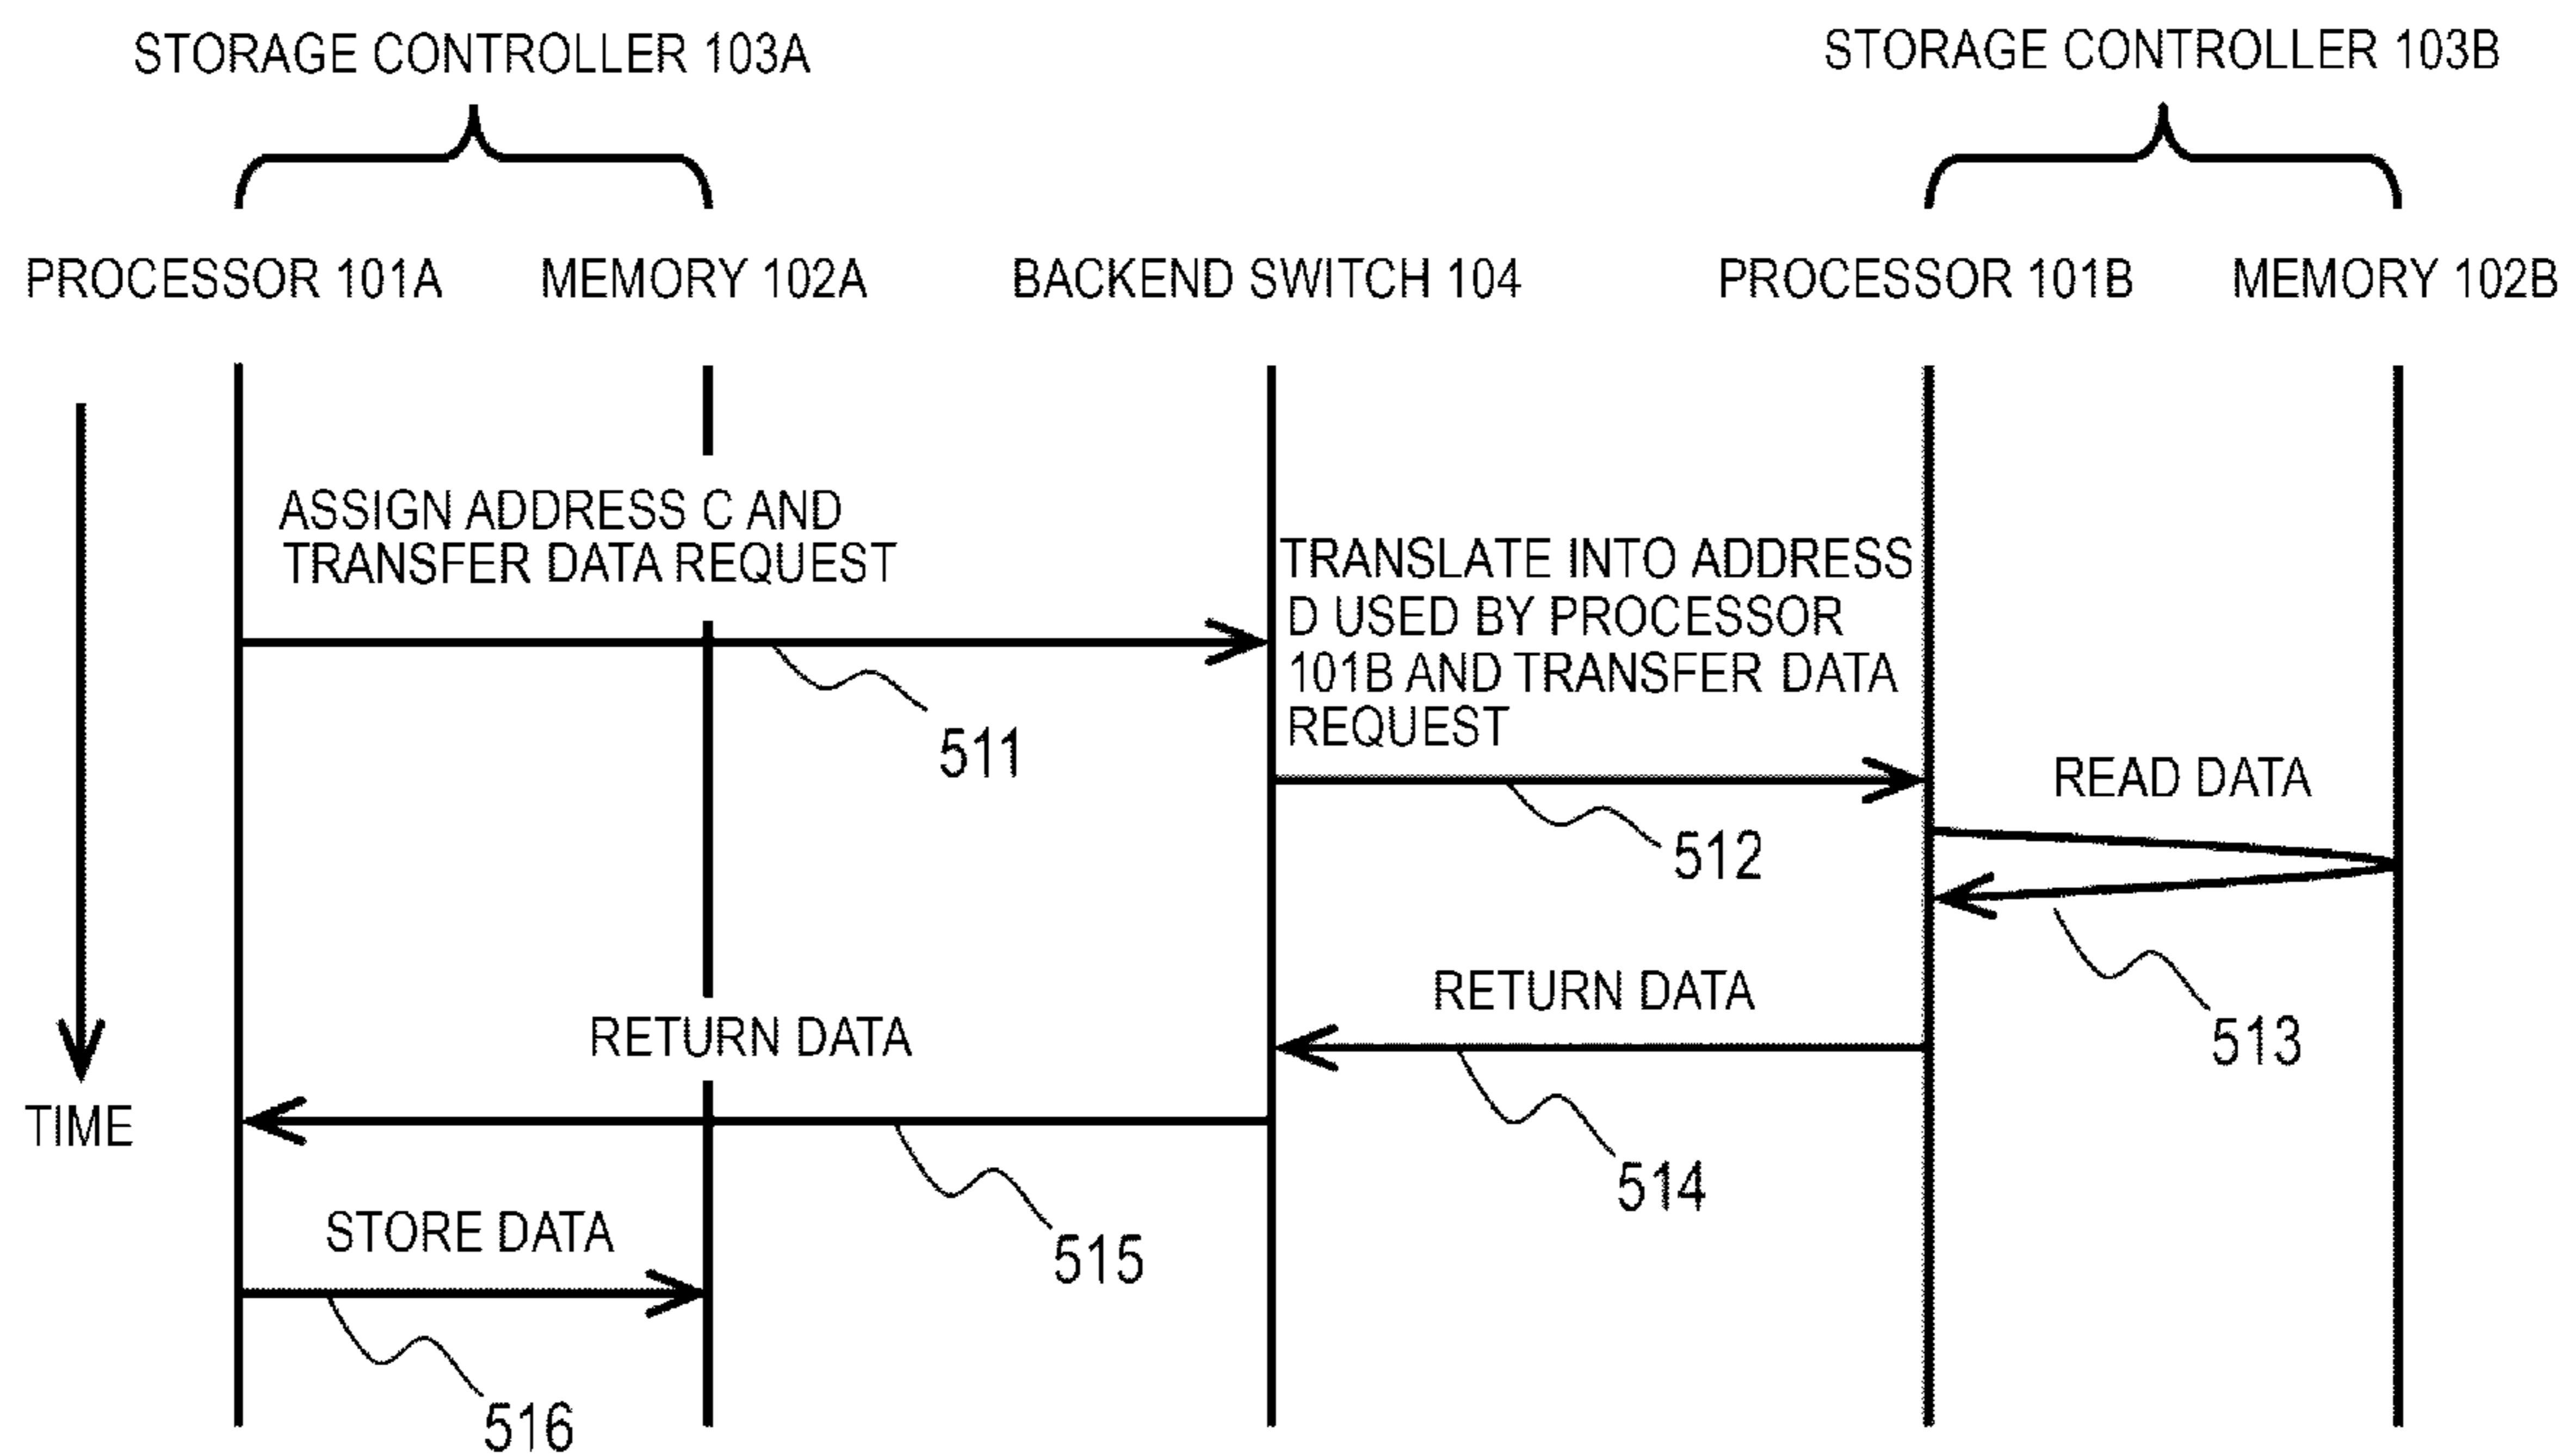 STORAGE CONTROLLER 103A
STORAGE CONTROLLER 103B
PROCESSOR 101A
MEMORY 102A
BACKEND SWITCH 104
PROCESSOR 101B
MEMORY 102B
ASSIGN ADDRESS C AND
TRANSFER DATA REQUEST
511
TRANSLATE INTO ADDRESS
D USED BY PROCESSOR
101B AND TRANSFER DATA
REQUEST
512
READ DATA
513
RETURN DATA
514
RETURN DATA
515
TIME
STORE DATA
516